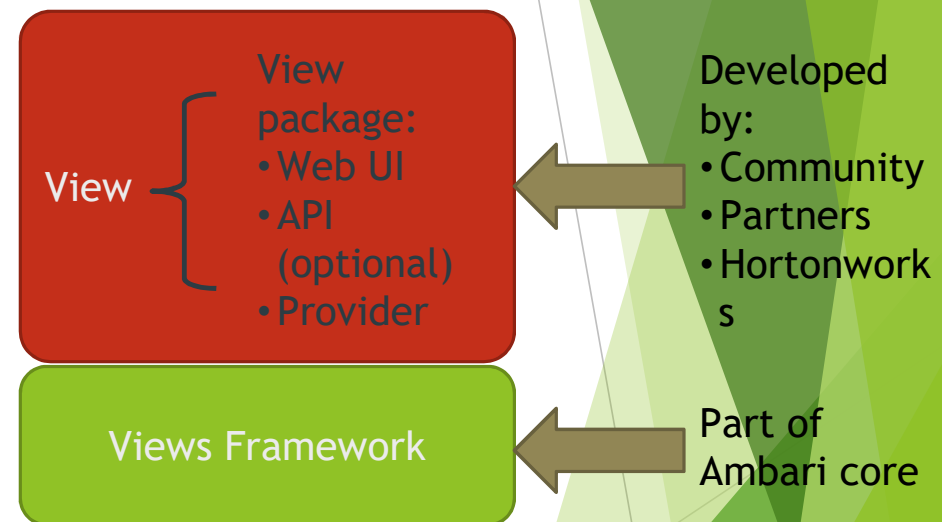 View
View
package:
• Web UI
• API
(optional)
• Provider
Developed
by:
• Community
• Partners
• Hortonwork
s
Views Framework
Part of
Ambari core